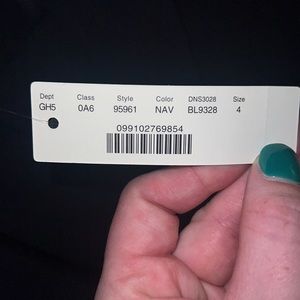 Dept Class Style Color DNS3028 Size
GH5 0A6 95961 NAV BL9328 4
099102769854